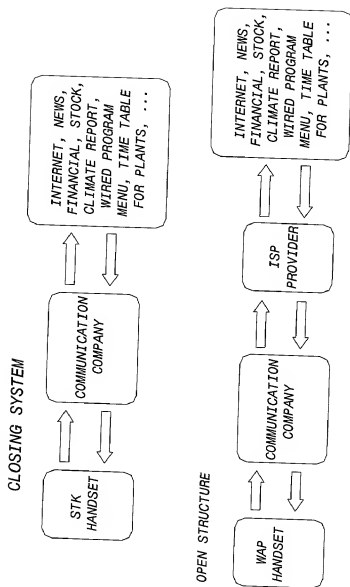 CLOSING SYSTEM
STK
HANDSET
COMMUNICATION
COMPANY
INTERNET, NEWS,
FINANCIAL, STOCK,
CLIMATE REPORT,
WIRED PROGRAM
MENU, TIME TABLE
FOR PLANTS, ...
OPEN STRUCTURE
WAP
HANDSET
COMMUNICATION
COMPANY
ISP
PROVIDER
INTERNET, NEWS,
FINANCIAL, STOCK,
CLIMATE REPORT,
WIRED PROGRAM
MENU, TIME TABLE
FOR PLANTS, ...